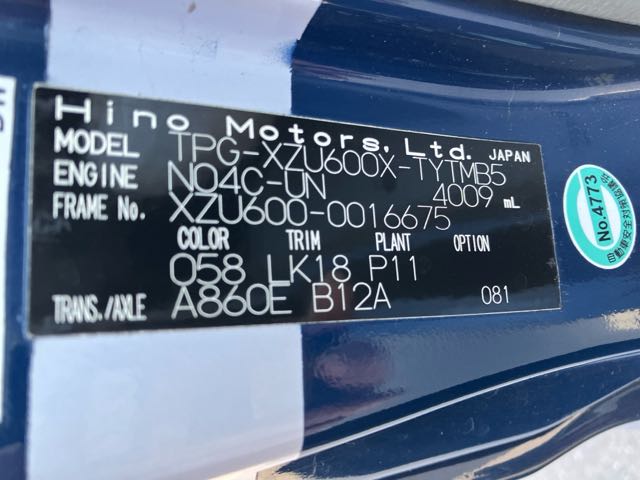 Hino Motors, Ltd. JAPAN
MODEL TPG-XZU600X-TYTMB5
ENGINE N04C-UN 4009 mL
FRAME No. XZU600-0016675
COLOR TRIM PLANT OPTION
058 LK18 P11
TRANS./AXLE A860E B12A 081
No.4773